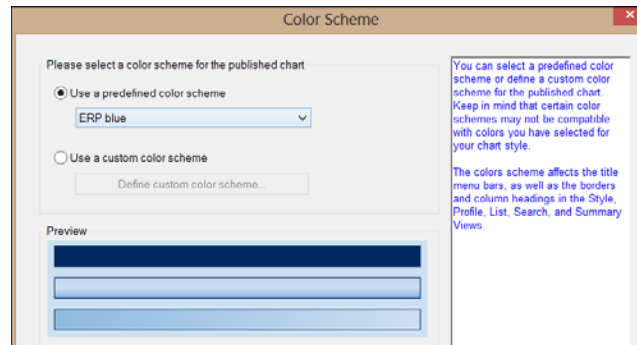 Color Scheme
Please select a color scheme for the published chart
Use a predefined color scheme
ERP blue
Use a custom color scheme
Define custom color scheme...
Preview
You can select a predefined color
scheme or define a custom color
scheme for the published chart.
Keep in mind that certain color
schemes may not be compatible
with colors you have selected for
your chart style.
The colors scheme affects the title
menu bars, as well as the borders
and column headings in the Style,
Profile, List, Search, and Summary
Views.